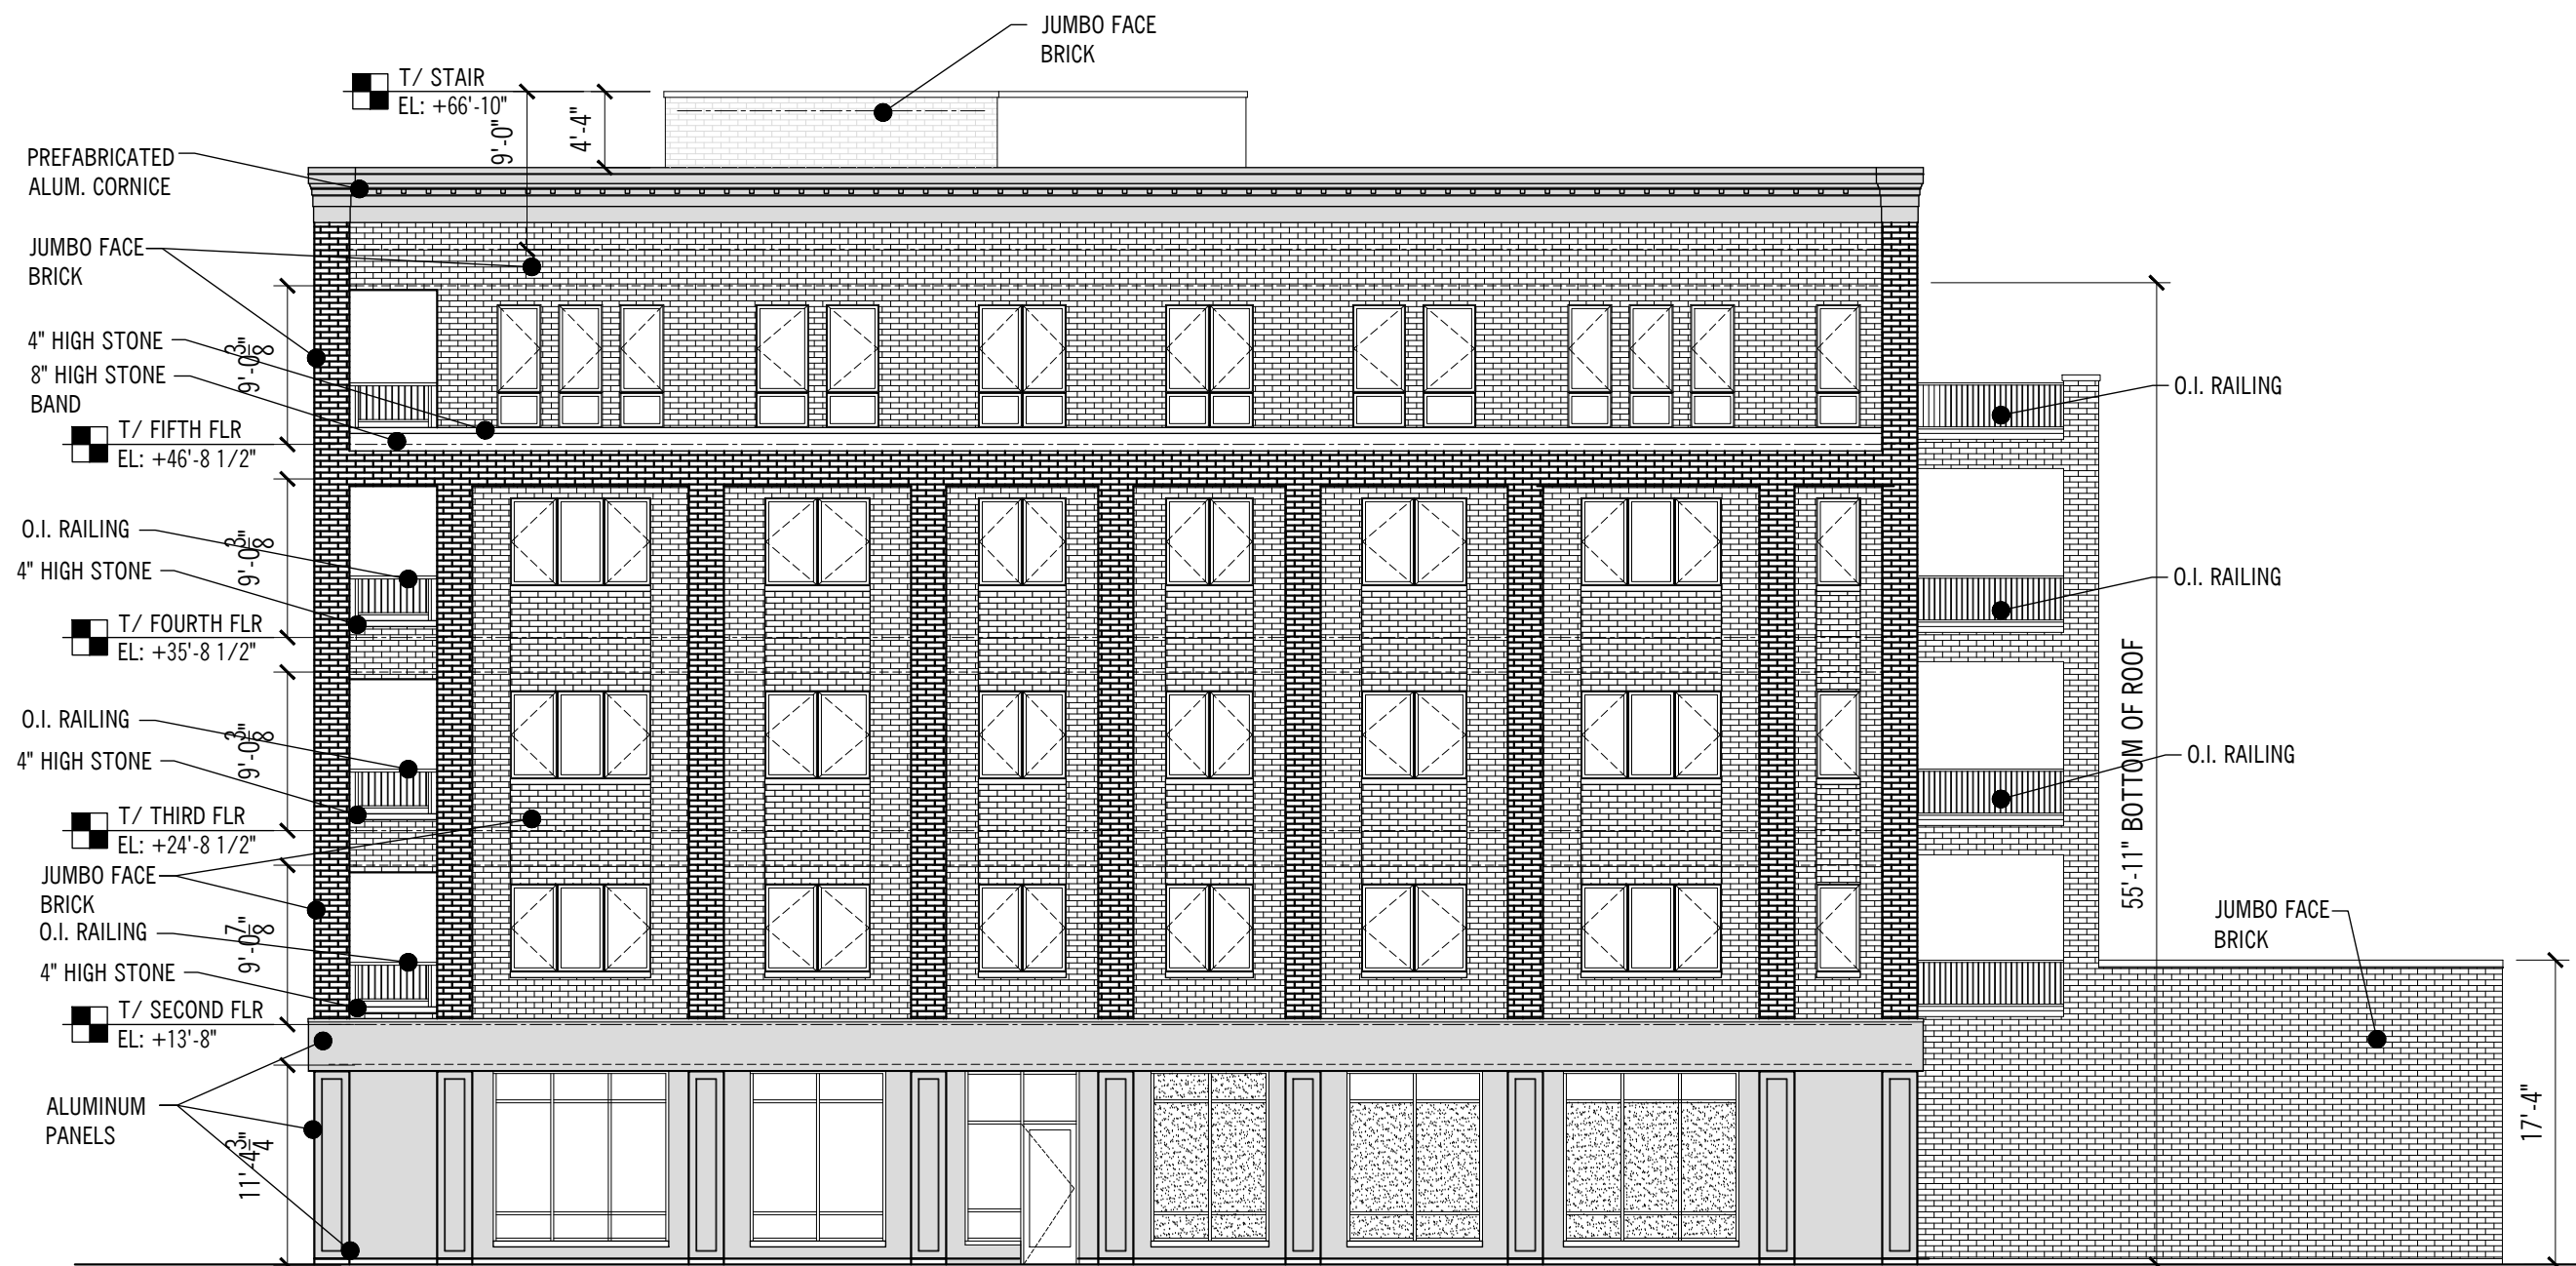 JUMBO FACE
BRICK
T/ STAIR
EL: +66'-10"
9'-0"
4'-4"
PREFABRICATED
ALUM. CORNICE
JUMBO FACE
BRICK
4" HIGH STONE
9'-0 3/8"
8" HIGH STONE
BAND
O.I. RAILING
T/ FIFTH FLR
EL: +46'-8 1/2"
O.I. RAILING
9'-0 3/8"
4" HIGH STONE
O.I. RAILING
T/ FOURTH FLR
EL: +35'-8 1/2"
O.I. RAILING
9'-0 3/8"
4" HIGH STONE
O.I. RAILING
55'-11" BOTTOM OF ROOF
T/ THIRD FLR
EL: +24'-8 1/2"
JUMBO FACE
BRICK
JUMBO FACE
BRICK
O.I. RAILING
9'-0 7/8"
4" HIGH STONE
T/ SECOND FLR
EL: +13'-8"
ALUMINUM
PANELS
11'-4 3/4"
17'-4"